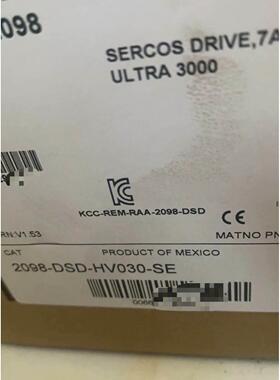 2098
SERCOS DRIVE,7A
ULTRA 3000
KCC-REM-RAA-2098-DSD
CE
RN:V1.53
MATNO PN
CAT
PRODUCT OF MEXICO
2098-DSD-HV030-SE